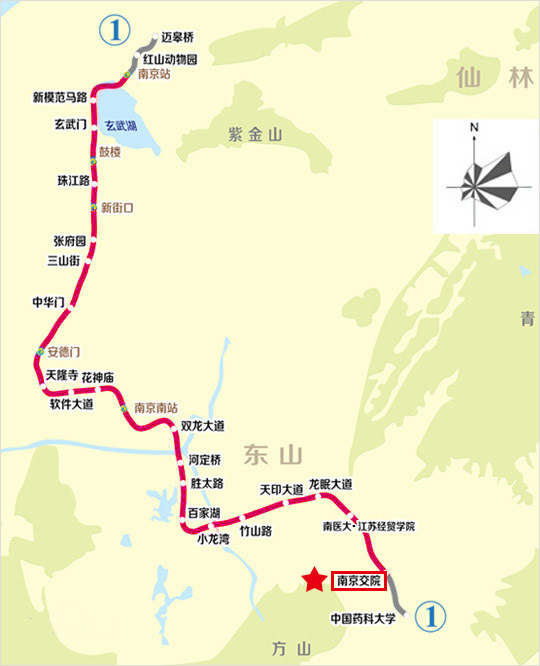 1
迈皋桥
红山动物园
南京站
仙林
新模范马路
玄武门
玄武湖
紫金山
N
鼓楼
珠江路
新街口
张府园
三山街
中华门
青
安德门
天隆寺
花神庙
软件大道
南京南站
双龙大道
东山
河定桥
胜太路
天印大道
龙眠大道
百家湖
小龙湾
竹山路
南医大·江苏经贸学院
南京交院
中国药科大学
1
方山